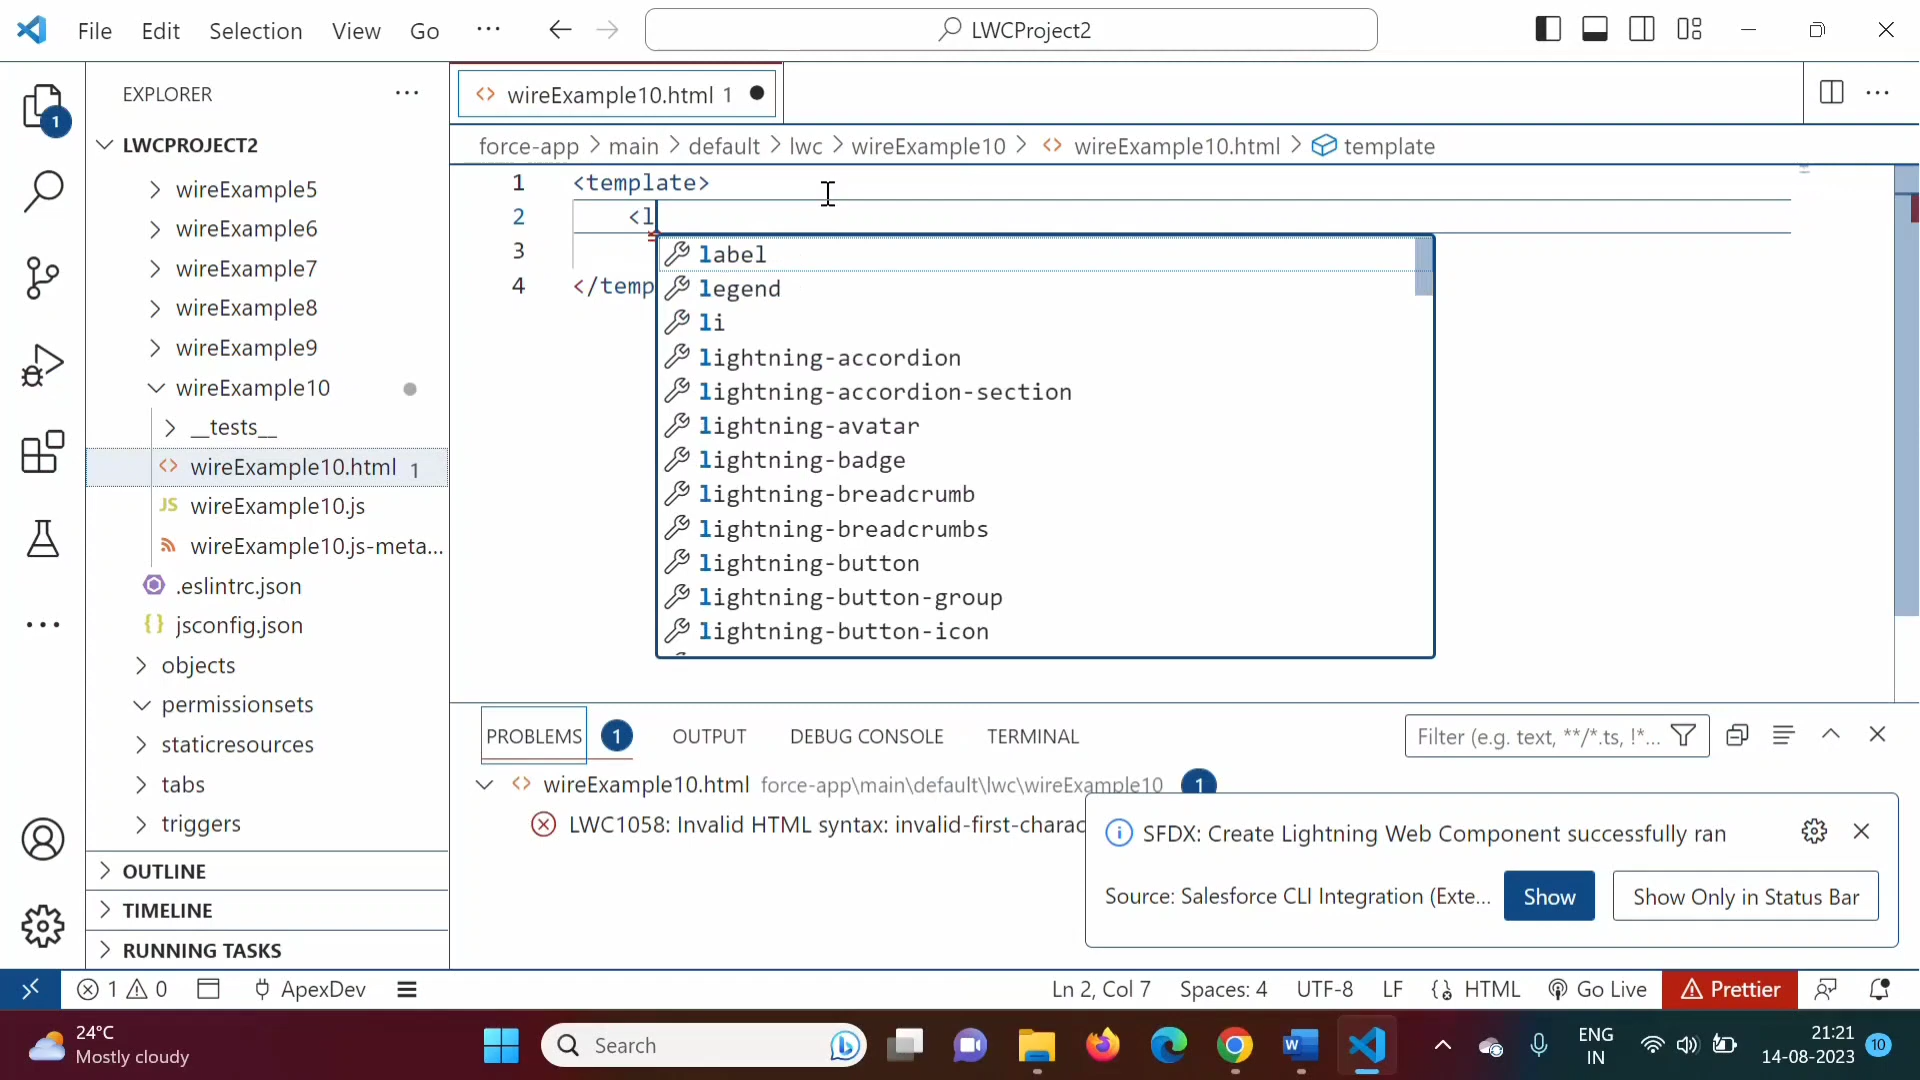 File Edit Selection View Go ··· LWCProject2
EXPLORER ···
LWCPROJECT2
wireExample5
wireExample6
wireExample7
wireExample8
wireExample9
wireExample10
__tests__
wireExample10.html 1
wireExample10.js
wireExample10.js-meta...
.eslintrc.json
jsconfig.json
objects
permissionsets
staticresources
tabs
triggers
OUTLINE
TIMELINE
RUNNING TASKS
1
wireExample10.html 1
force-app > main > default > lwc > wireExample10 > wireExample10.html > template
1 <template>
2 <l
3
4 </temp
label
legend
li
lightning-accordion
lightning-accordion-section
lightning-avatar
lightning-badge
lightning-breadcrumb
lightning-breadcrumbs
lightning-button
lightning-button-group
lightning-button-icon
PROBLEMS 1 OUTPUT DEBUG CONSOLE TERMINAL Filter (e.g. text, **/*.ts, !*...
wireExample10.html force-app\main\default\lwc\wireExample10 1
LWC1058: Invalid HTML syntax: invalid-first-charac
SFDX: Create Lightning Web Component successfully ran
Source: Salesforce CLI Integration (Exte... Show Show Only in Status Bar
1 0 ApexDev Ln 2, Col 7 Spaces: 4 UTF-8 LF HTML Go Live Prettier
24°C
Mostly cloudy
Search
ENG
IN
21:21
14-08-2023
10